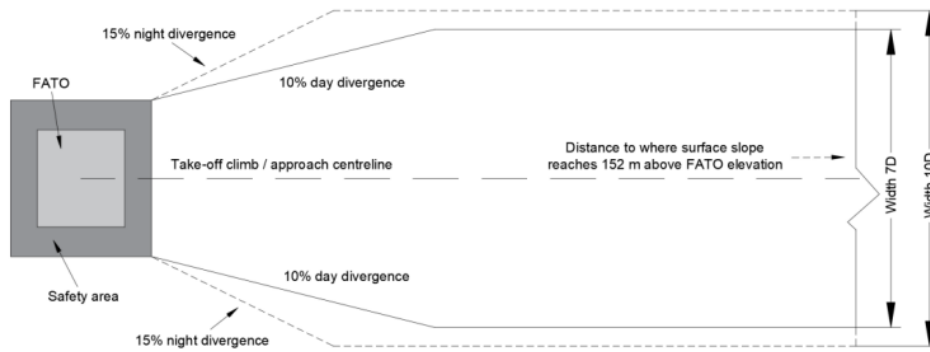 15% night divergence
FATO
10% day divergence
Take-off climb / approach centreline
Distance to where surface slope
reaches 152 m above FATO elevation
Width 7D
Width 10D
10% day divergence
Safety area
15% night divergence